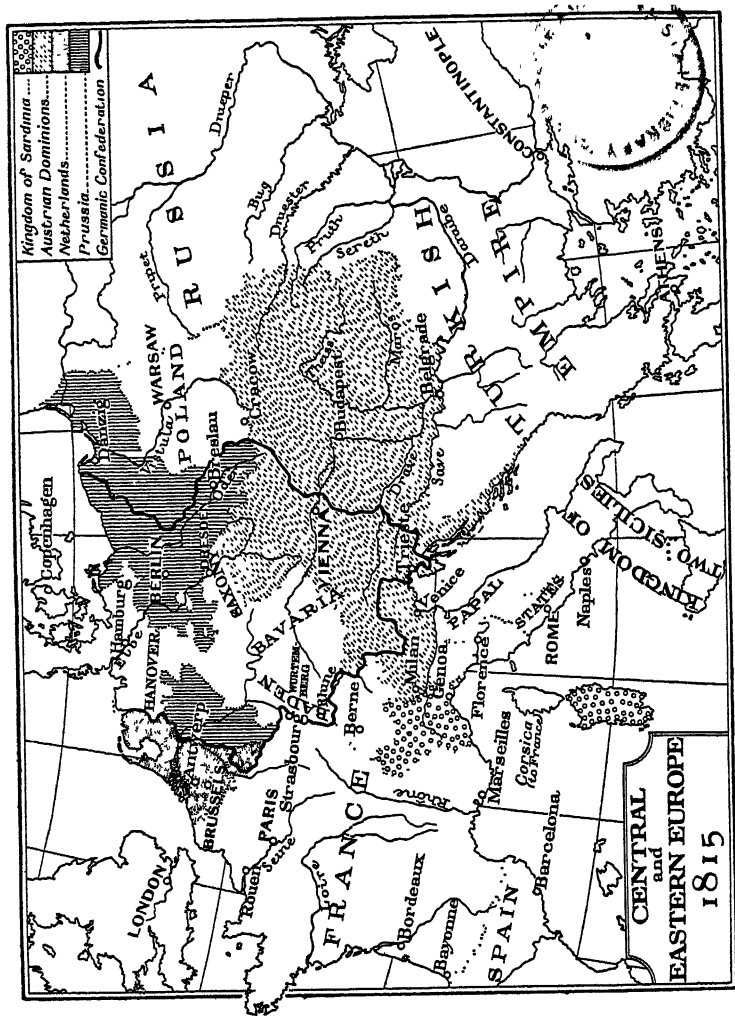 Kingdom of Sardinia
Austrian Dominions
Netherlands
Prussia
Germanic Confederation
CENTRAL
and
EASTERN EUROPE
1815
LONDON
Copenhagen
Hamburg
Elbe
HANOVER
BERLIN
Danzig
RUSSIA
Dnieper
Pripet
WARSAW
POLAND
Vistula
Breslau
Oder
DRESDEN
SAXONY
Antwerp
BRUSSELS
Rouen
PARIS
Seine
Strasbourg
BADEN
WURTEMBERG
BAVARIA
VIENNA
Cracow
Bug
Dniester
Pruth
Sereth
Theiss
Budapest
Maros
Loire
FRANCE
Berne
Milan
Genoa
Venice
Trieste
Drave
Save
Belgrade
Danube
TURKISH
EMPIRE
CONSTANTINOPLE
ATHENS
Bordeaux
Bayonne
Rhône
Marseilles
Florence
PAPAL
STATES
ROME
Naples
KINGDOM OF
TWO SICILIES
Corsica
(to France)
SPAIN
Barcelona